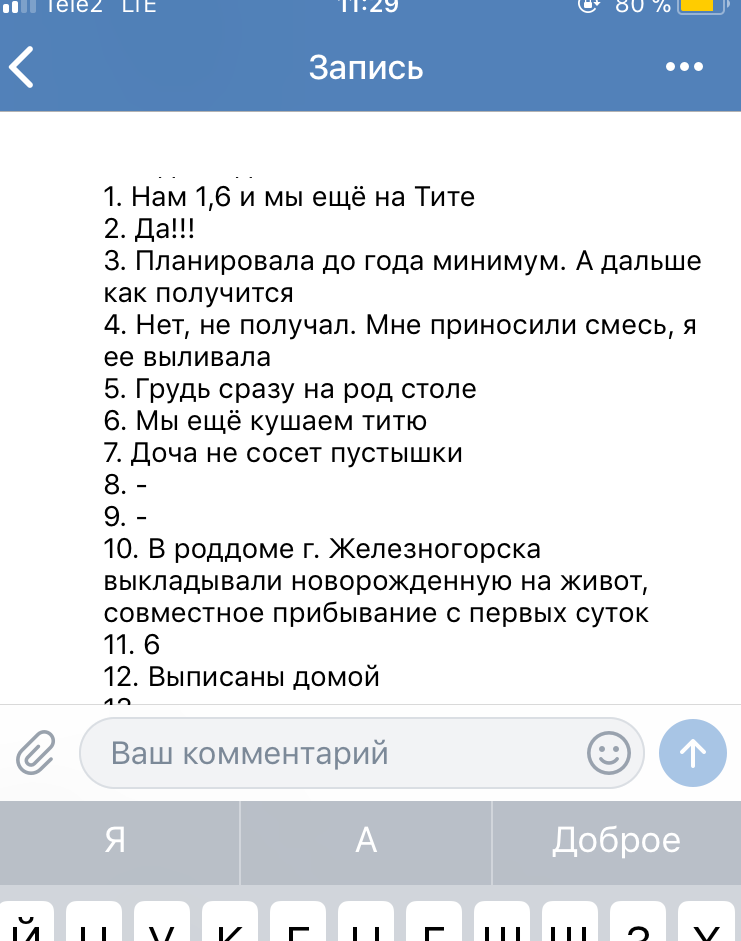 Tele2 LTE 11:29 80 %
Запись
1. Нам 1,6 и мы ещё на Тите
2. Да!!!
3. Планировала до года минимум. А дальше
как получится
4. Нет, не получал. Мне приносили смесь, я
ее выливала
5. Грудь сразу на род столе
6. Мы ещё кушаем титю
7. Доча не сосет пустышки
8. -
9. -
10. В роддоме г. Железногорска
выкладывали новорожденную на живот,
совместное прибывание с первых суток
11. 6
12. Выписаны домой
Ваш комментарий
Я А Доброе
Й Ц У К Е Н Г Ш Щ З Х